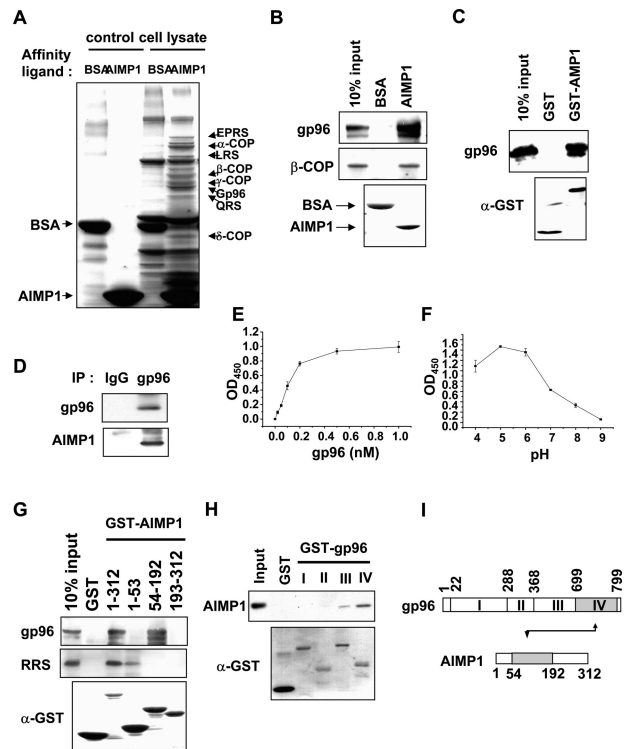 A
control cell lysate
Affinity ligand : BSA AIMP1 BSA AIMP1
EPRS
α-COP
LRS
β-COP
γ-COP
Gp96
QRS
δ-COP
BSA
AIMP1
B
10% input
BSA
AIMP1
gp96
β-COP
BSA
AIMP1
C
10% input
GST
GST-AMP1
gp96
α-GST
D
IP : IgG gp96
gp96
AIMP1
E
OD450
1.4
1.2
1.0
0.8
0.6
0.4
0.2
0.0
0.0 0.2 0.4 0.6 0.8 1.0
gp96 (nM)
F
OD450
1.6
1.4
1.2
1.0
0.8
0.6
0.4
0.2
0.0
4 5 6 7 8 9
pH
G
GST-AIMP1
10% input
GST
1-312
1-53
54-192
193-312
gp96
RRS
α-GST
H
GST-gp96
Input
GST
I II III IV
AIMP1
α-GST
I
1 22 288 368 699 799
gp96 I II III IV
AIMP1
1 54 192 312